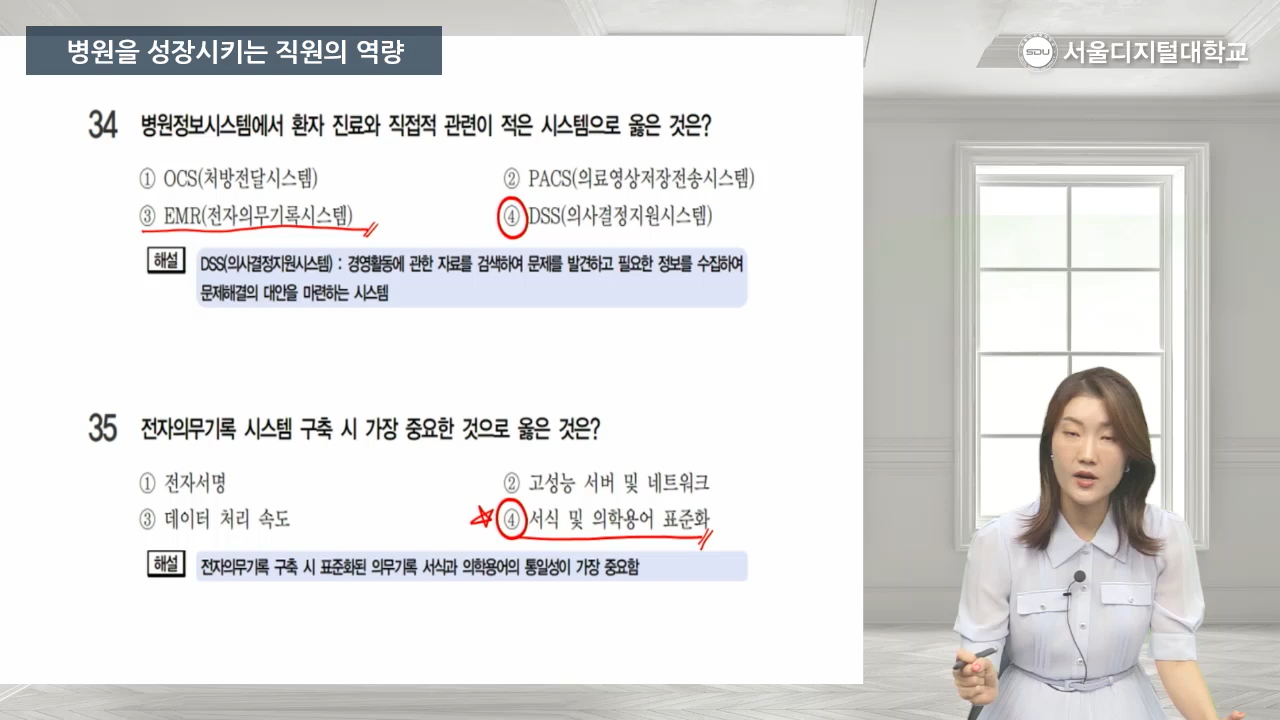 병원을 성장시키는 직원의 역량
SDU 서울디지털대학교
34 병원정보시스템에서 환자 진료와 직접적 관련이 적은 시스템으로 옳은 것은?
① OCS(처방전달시스템) ② PACS(의료영상저장전송시스템)
③ EMR(전자의무기록시스템) ④ DSS(의사결정지원시스템)
해설 DSS(의사결정지원시스템) : 경영활동에 관한 자료를 검색하여 문제를 발견하고 필요한 정보를 수집하여
문제해결의 대안을 마련하는 시스템
35 전자의무기록 시스템 구축 시 가장 중요한 것으로 옳은 것은?
① 전자서명 ② 고성능 서버 및 네트워크
③ 데이터 처리 속도 ④ 서식 및 의학용어 표준화
해설 전자의무기록 구축 시 표준화된 의무기록 서식과 의학용어의 통일성이 가장 중요함